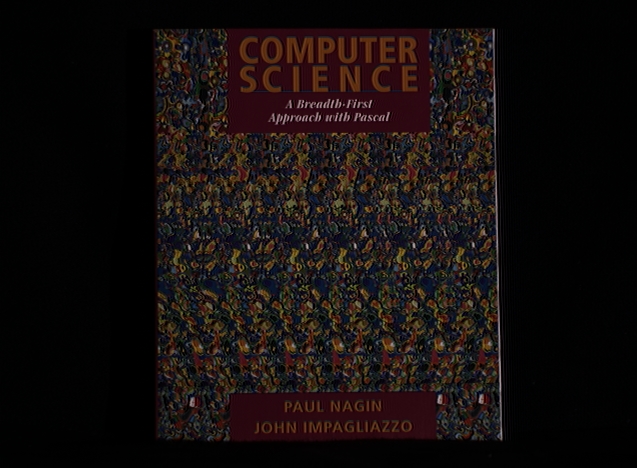 COMPUTER
SCIENCE
A Breadth-First
Approach with Pascal
PAUL NAGIN
JOHN IMPAGLIAZZO